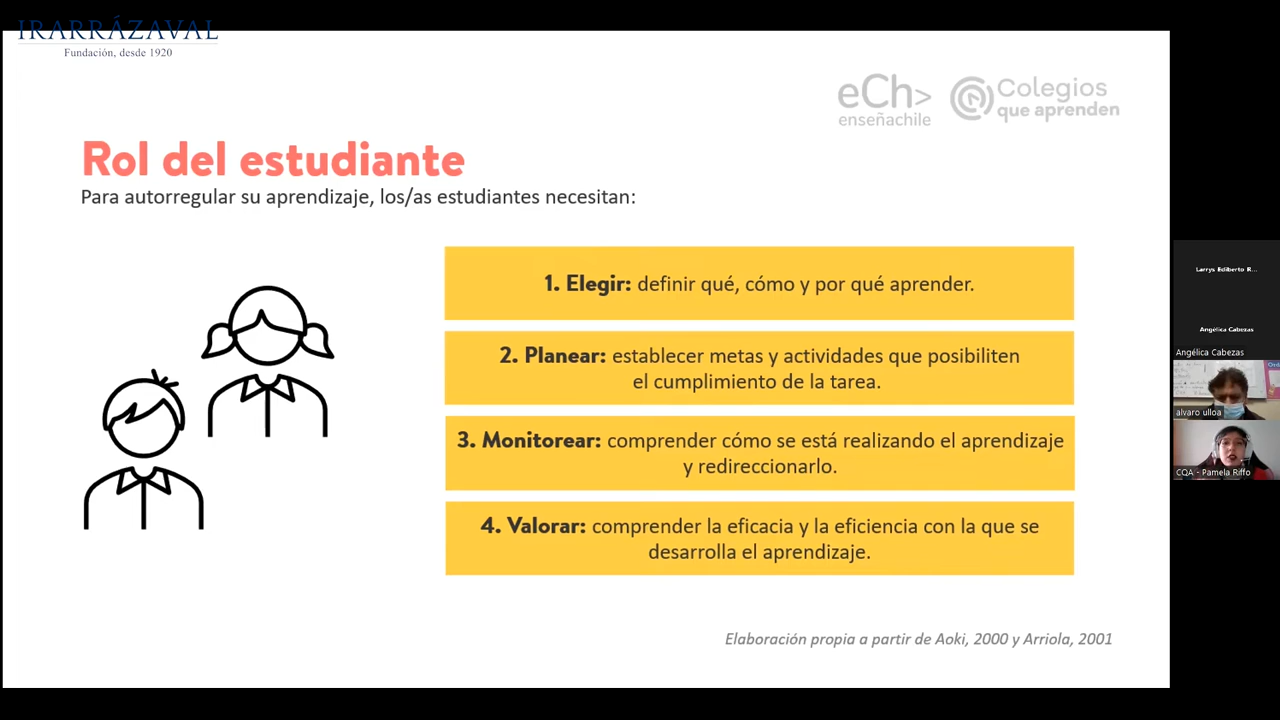 IRARRÁZAVAL
Fundación, desde 1920
eCh>
enseñachile
Colegios
que aprenden
Rol del estudiante
Para autorregular su aprendizaje, los/as estudiantes necesitan:
1. Elegir: definir qué, cómo y por qué aprender.
2. Planear: establecer metas y actividades que posibiliten
el cumplimiento de la tarea.
3. Monitorear: comprender cómo se está realizando el aprendizaje
y redireccionarlo.
4. Valorar: comprender la eficacia y la eficiencia con la que se
desarrolla el aprendizaje.
Elaboración propia a partir de Aoki, 2000 y Arriola, 2001
Larrys Ediberto R...
Angélica Cabezas
Angélica Cabezas
alvaro ulloa
CQA - Pamela Riffo